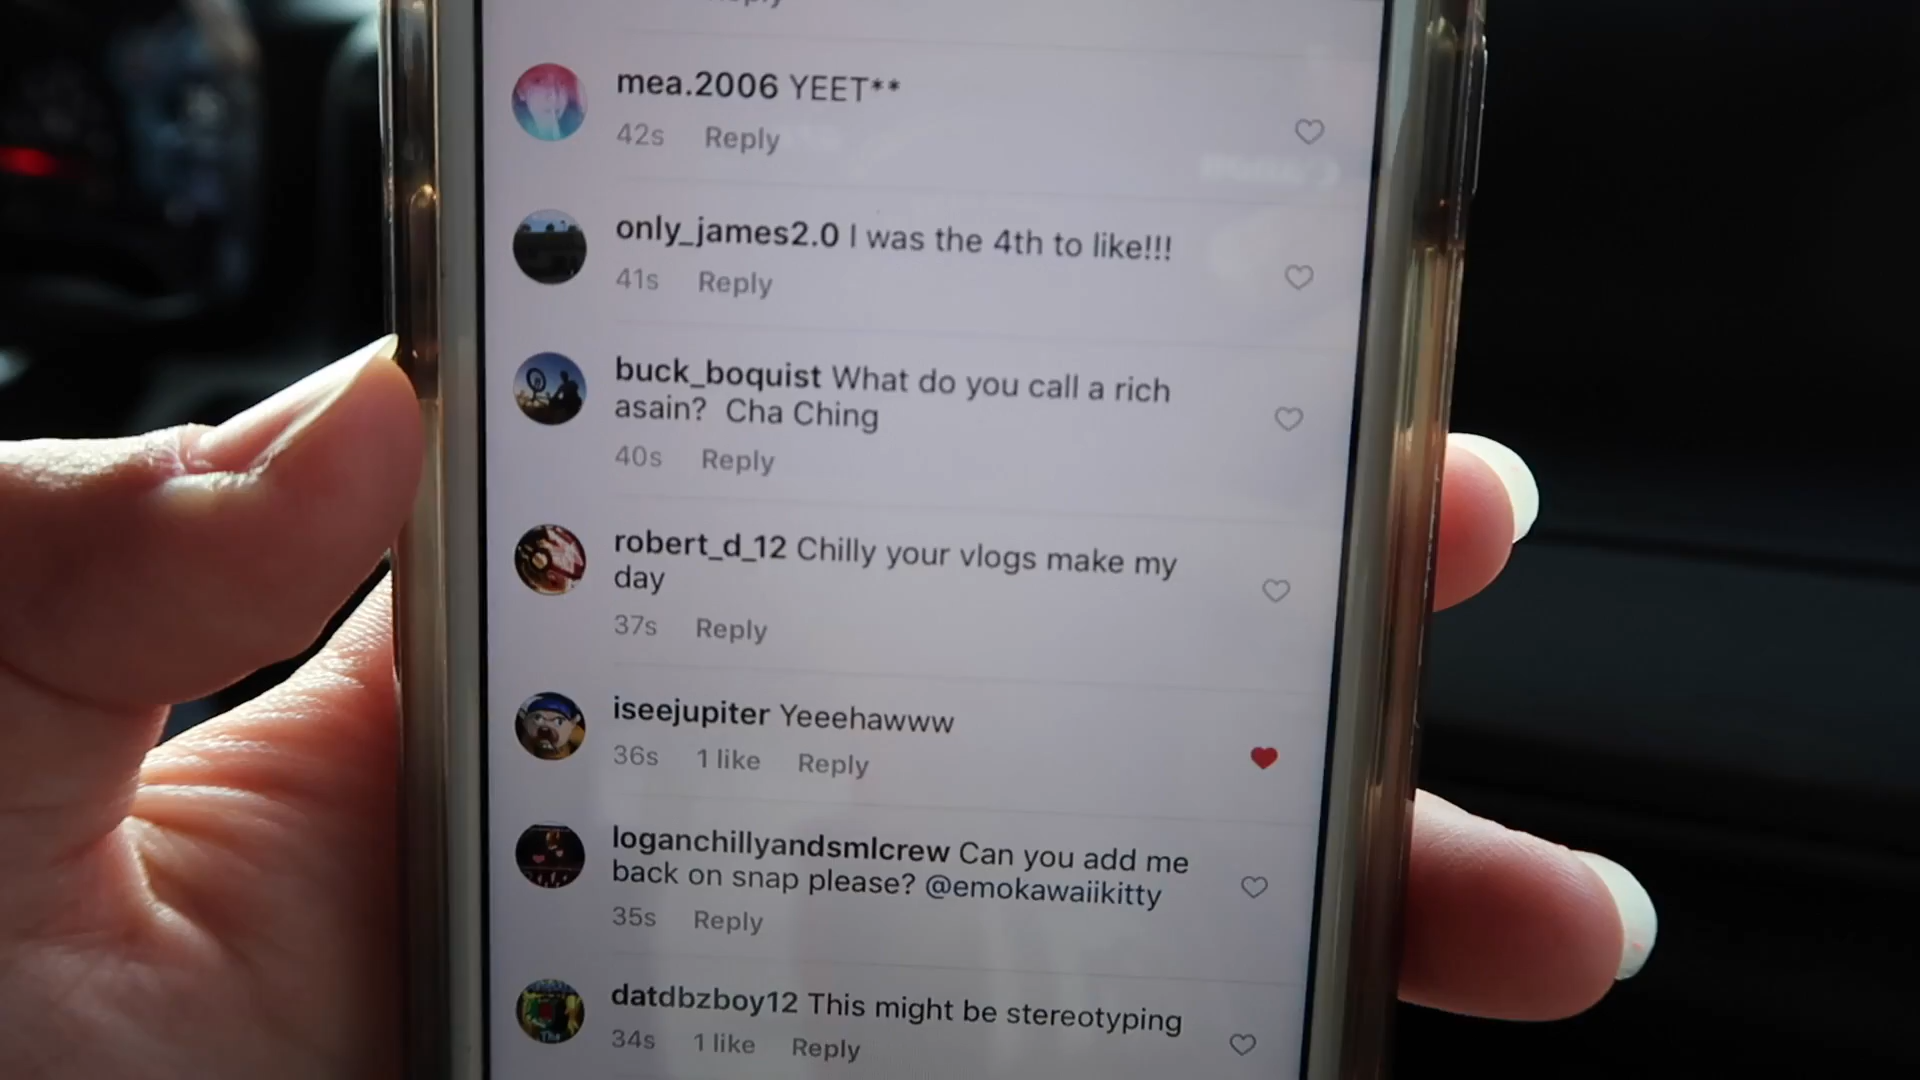 Reply
mea.2006 YEET**
42s Reply
only_james2.0 I was the 4th to like!!!
41s Reply
buck_boquist What do you call a rich
asain? Cha Ching
40s Reply
robert_d_12 Chilly your vlogs make my
day
37s Reply
iseejupiter Yeeehawww
36s 1 like Reply
loganchillyandsmlcrew Can you add me
back on snap please? @emokawaiikitty
35s Reply
datdbzboy12 This might be stereotyping
34s 1 like Reply